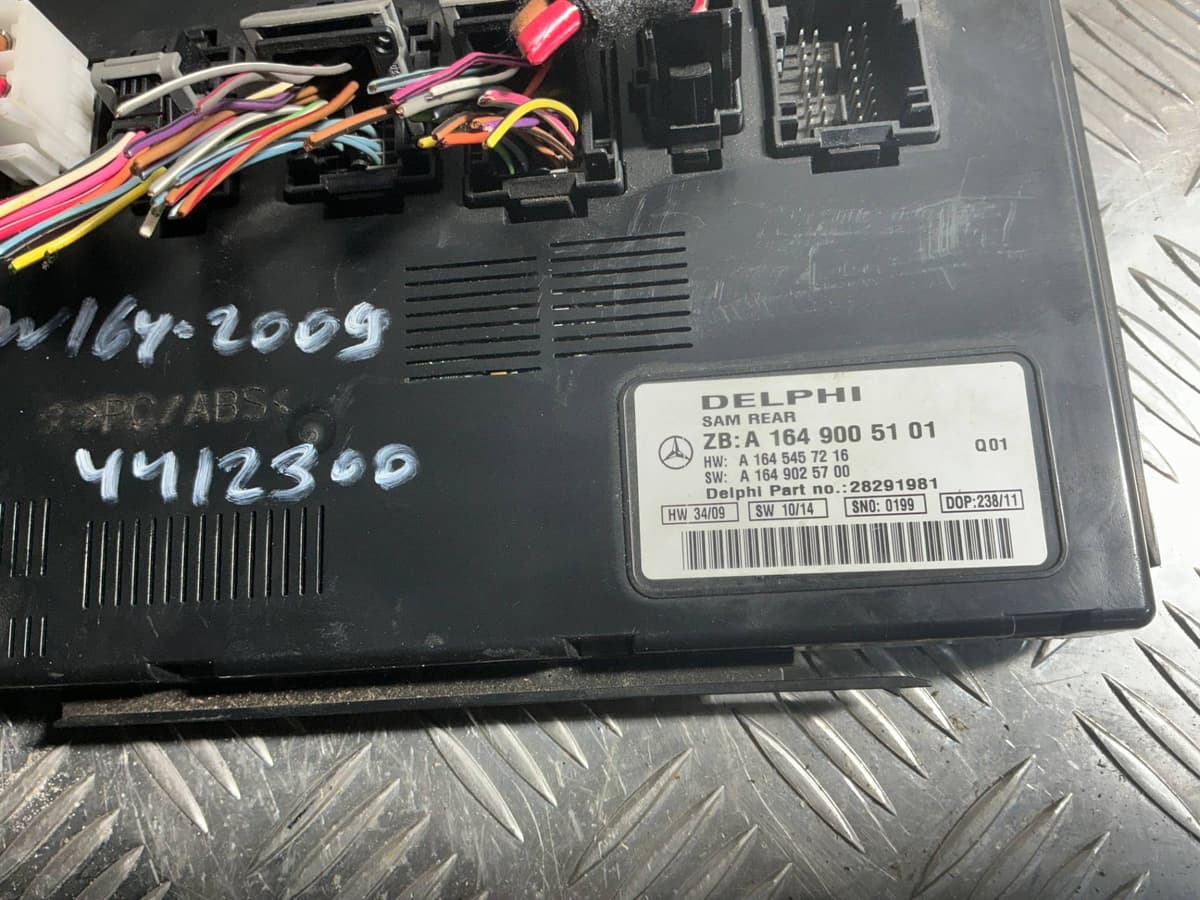 w164-2009
>PC/ABS<
4412300
DELPHI
SAM REAR
ZB: A 164 900 51 01
Q01
HW: A 164 545 72 16
SW: A 164 902 57 00
Delphi Part no.:28291981
HW 34/09 SW 10/14 SNO: 0199 DOP:238/11